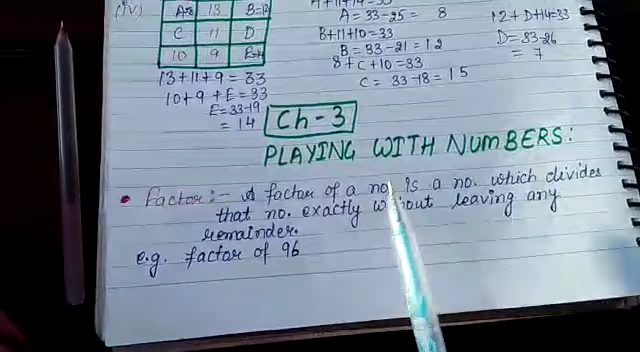 (iv)
A=8 13 B=12
C 11 D
10 9 E=14
13+11+9=33
10+9+E=33
E=33-19
=14
A=33-25= 8
B+11+10=33
B=33-21=12
8+C+10=33
C= 33-18=15
12+D+14=33
D=33-26
=7
Ch-3
PLAYING WITH NUMBERS:
• Factor:- A factor of a no. is a no. which divides
that no. exactly without leaving any
remainder.
e.g. factor of 96